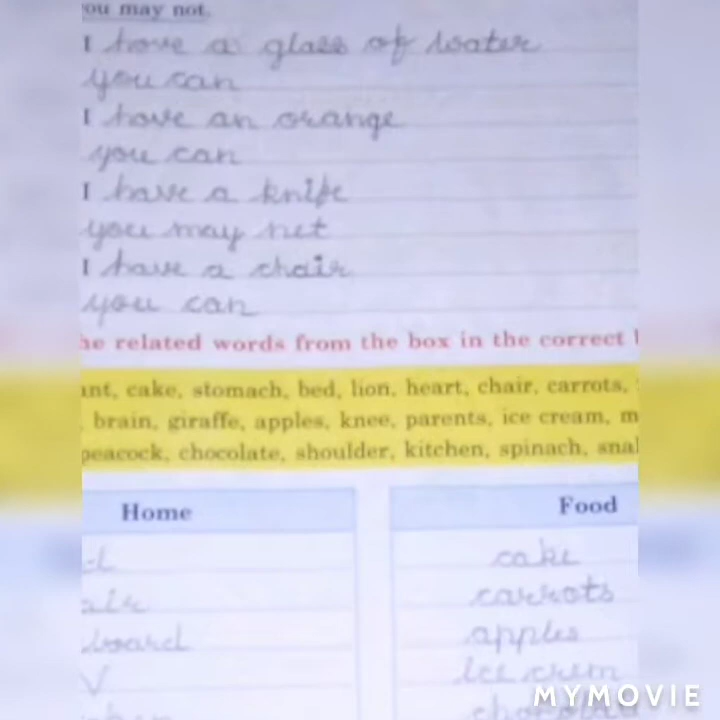 ou may not.
I have a glass of water
you can
I have an orange
you can
I have a knife
you may not
I have a chair
you can
he related words from the box in the correct
ant, cake, stomach, bed, lion, heart, chair, carrots,
, brain, giraffe, apples, knee, parents, ice cream, m
peacock, chocolate, shoulder, kitchen, spinach, sna
Home
Food
cake
carrots
board
apples
V
ice crem
MYMOVIE